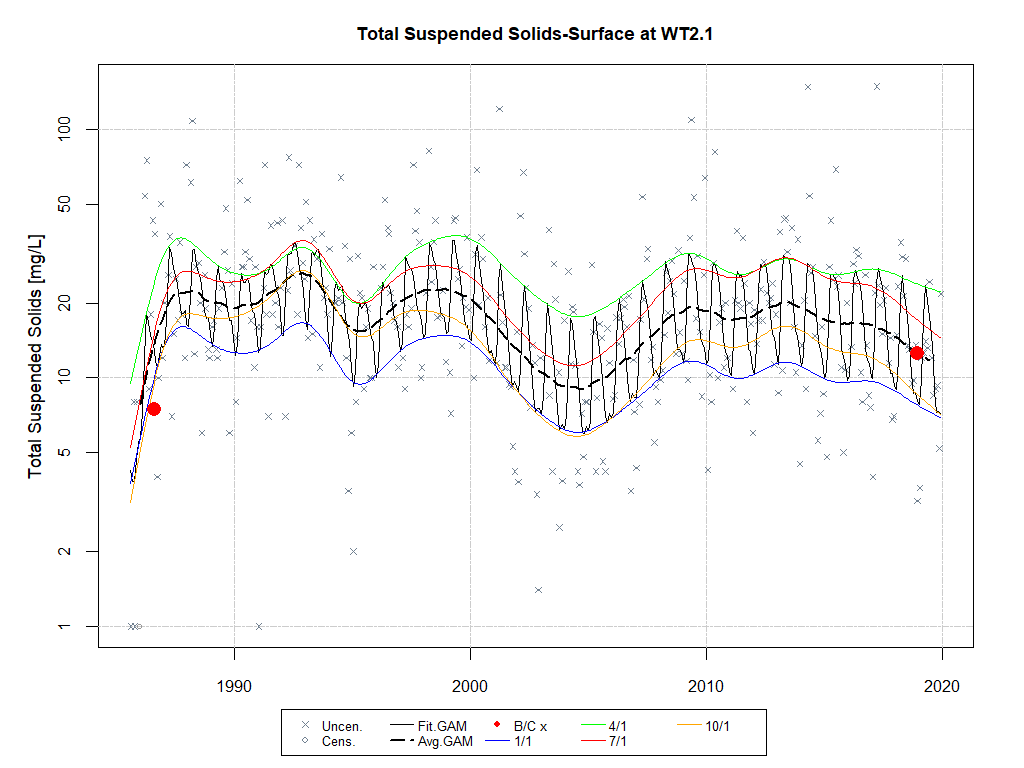 Total Suspended Solids-Surface at WT2.1
Total Suspended Solids [mg/L]
100
50
20
10
5
2
1
1990 2000 2010 2020
Uncen. Fit.GAM B/C x 4/1 10/1
Cens. Avg.GAM 1/1 7/1